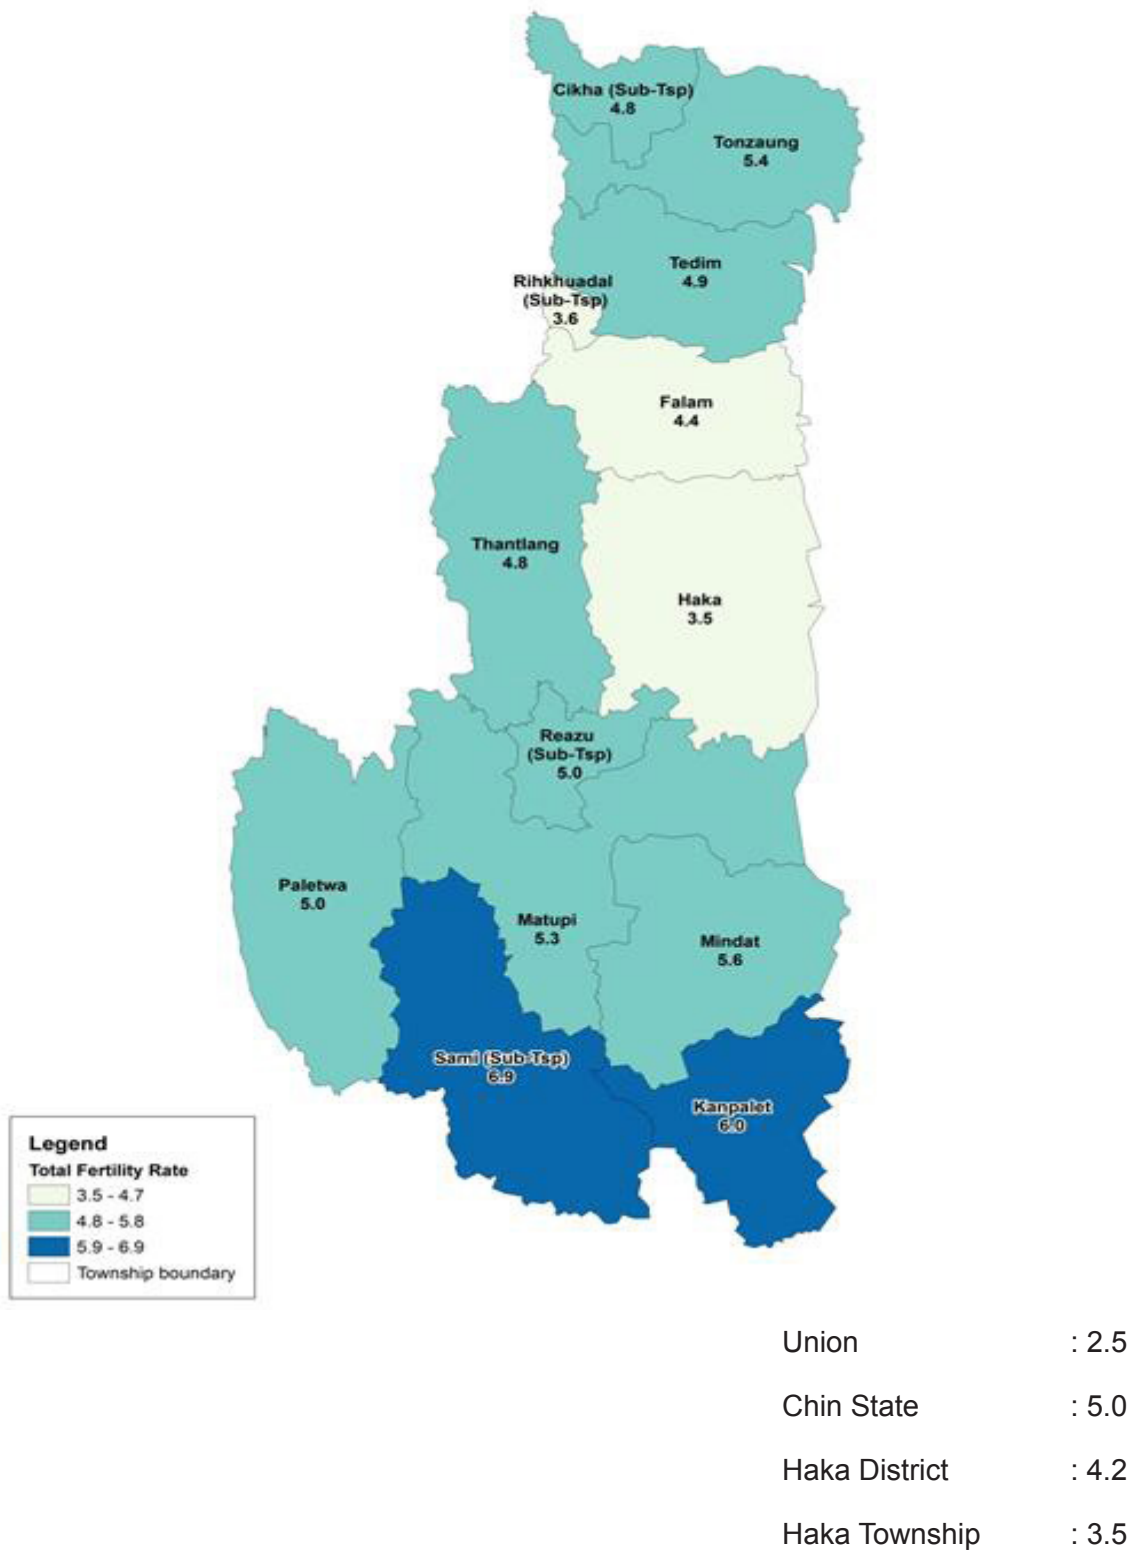 Cikha (Sub-Tsp)
4.8
Tonzaung
5.4
Tedim
4.9
Rihkhuadal
(Sub-Tsp)
3.6
Falam
4.4
Thantlang
4.8
Haka
3.5
Reazu
(Sub-Tsp)
5.0
Paletwa
5.0
Matupi
5.3
Mindat
5.6
Sami (Sub-Tsp)
6.9
Kanpalet
6.0
Legend
Total Fertility Rate
3.5 - 4.7
4.8 - 5.8
5.9 - 6.9
Township boundary
Union : 2.5
Chin State : 5.0
Haka District : 4.2
Haka Township : 3.5